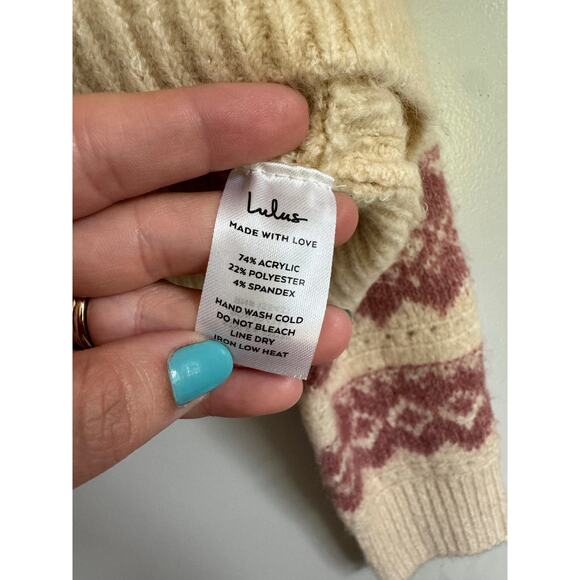 Lulus
MADE WITH LOVE
74% ACRYLIC
22% POLYESTER
4% SPANDEX
HAND WASH COLD
DO NOT BLEACH
LINE DRY
IRON LOW HEAT